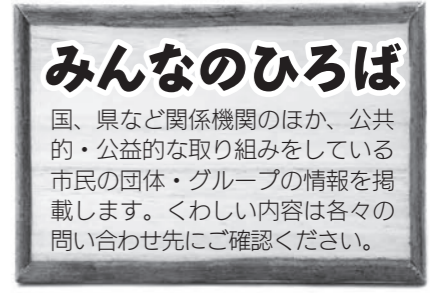 みんなのひろば
国、県など関係機関のほか、公共
的・公益的な取り組みをしている
市民の団体・グループの情報を掲
載します。くわしい内容は各々の
問い合わせ先にご確認ください。